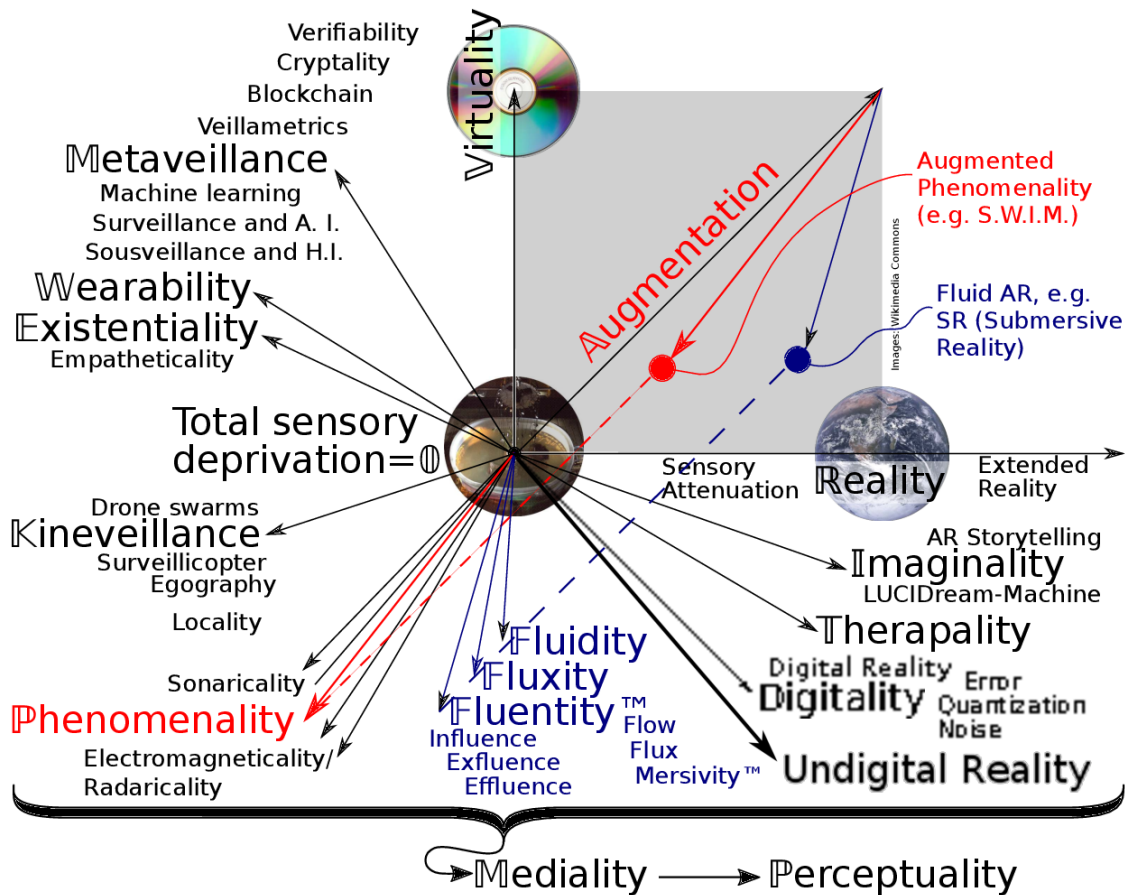 Verifiability
Cryptality
Blockchain
Veillametrics
𝕄etaveillance
Machine learning
Surveillance and A. I.
Sousveillance and H.I.
𝕎earability
𝔼xistentiality
Empatheticality
𝕍irtuality
𝔸ugmentation
Augmented
Phenomenality
(e.g. S.W.I.M.)
Images: Wikimedia Commons
Fluid AR, e.g.
SR (Submersive
Reality)
Total sensory
deprivation=𝕆
Sensory
Attenuation
ℝeality
Extended
Reality
Drone swarms
𝕂ineveillance
Surveillicopter
Egography
Locality
Sonaricality
ℙhenomenality
Electromagneticality/
Radaricality
𝔽luidity
𝔽luxity
𝔽luentity™
Flow
Flux
Mersivity™
Influence
Exfluence
Effluence
AR Storytelling
𝕀maginality
LUCIDream-Machine
𝕋herapality
Digital Reality
𝔻igitality
Error
Quantization
Noise
Undigital Reality
𝕄ediality
ℙerceptuality